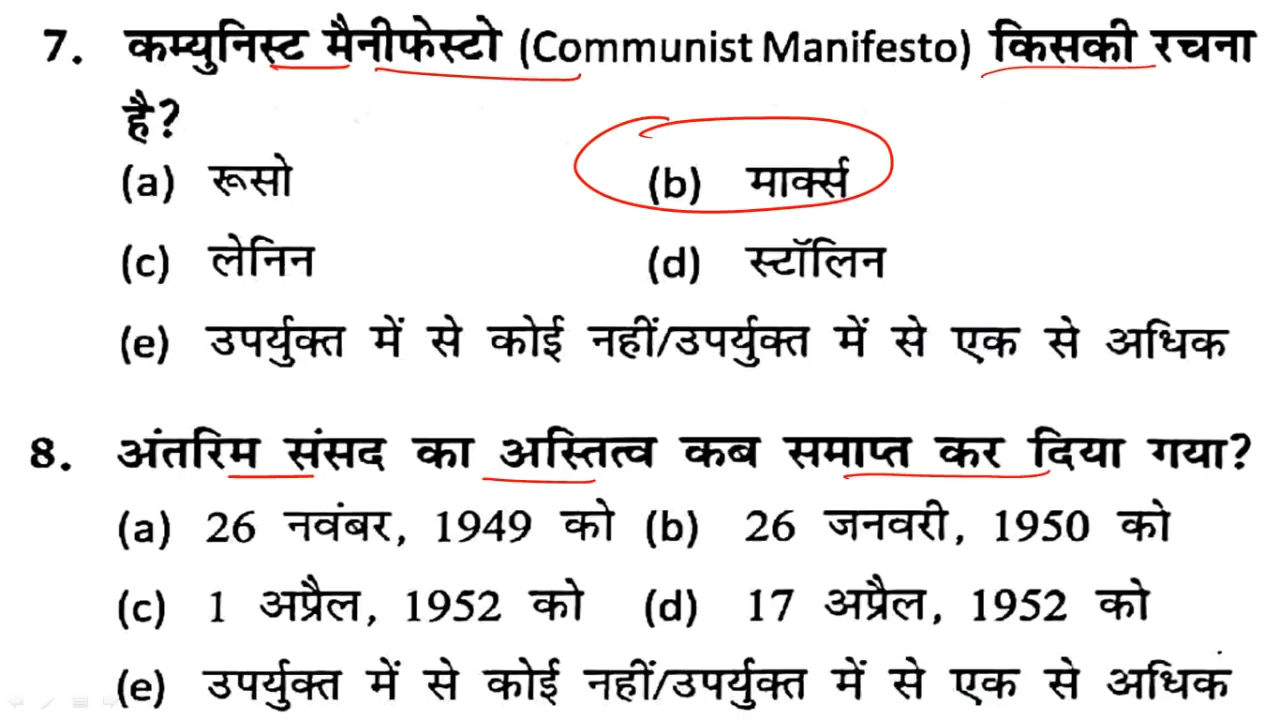 7. कम्युनिस्ट मैनीफेस्टो (Communist Manifesto) किसकी रचना
है?
(a) रूसो (b) मार्क्स
(c) लेनिन (d) स्टॉलिन
(e) उपर्युक्त में से कोई नहीं/उपर्युक्त में से एक से अधिक
8. अंतरिम संसद का अस्तित्व कब समाप्त कर दिया गया?
(a) 26 नवंबर, 1949 को (b) 26 जनवरी, 1950 को
(c) 1 अप्रैल, 1952 को (d) 17 अप्रैल, 1952 को
(e) उपर्युक्त में से कोई नहीं/उपर्युक्त में से एक से अधिक